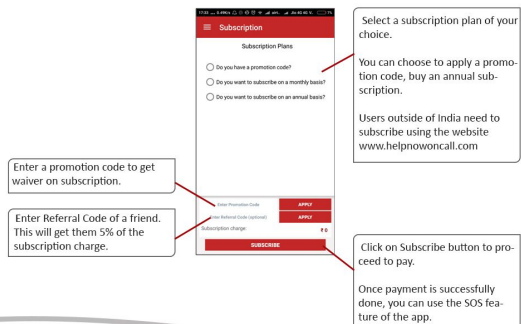 Select a subscription plan of your
choice.
You can choose to apply a promo-
tion code, buy an annual sub-
scription.
Users outside of India need to
subscribe using the website
www.helpnowoncall.com
Subscription
Subscription Plans
Do you have a promotion code?
Do you want to subscribe on a monthly basis?
Do you want to subscribe on an annual basis?
Enter a promotion code to get
waiver on subscription.
Enter Referral Code of a friend.
This will get them 5% of the
subscription charge.
Enter Promotion Code APPLY
Enter Referral Code (optional) APPLY
Subscription charge: ₹ 0
SUBSCRIBE
Click on Subscribe button to pro-
ceed to pay.
Once payment is successfully
done, you can use the SOS fea-
ture of the app.